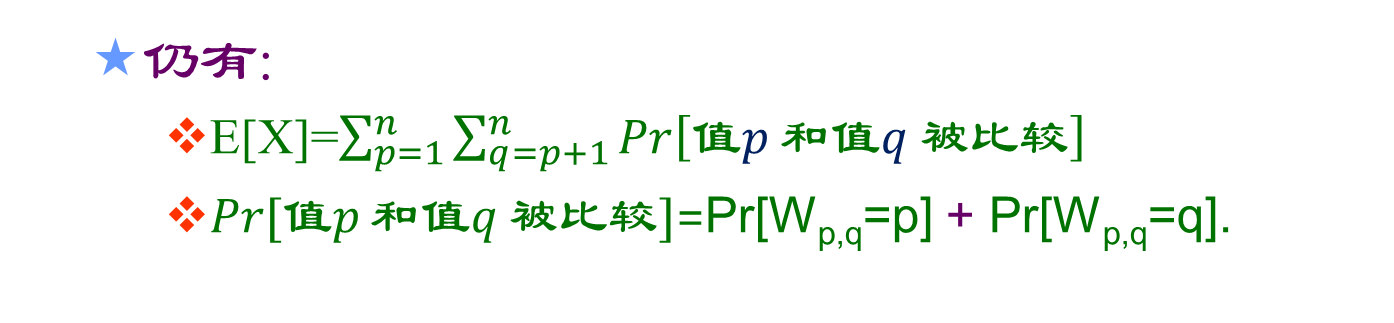 ★仍有:
❖E[X]=∑_{p=1}^{n} ∑_{q=p+1}^{n} Pr[值p 和值q 被比较]
❖Pr[值p 和值q 被比较]=Pr[W_{p,q}=p] + Pr[W_{p,q}=q].